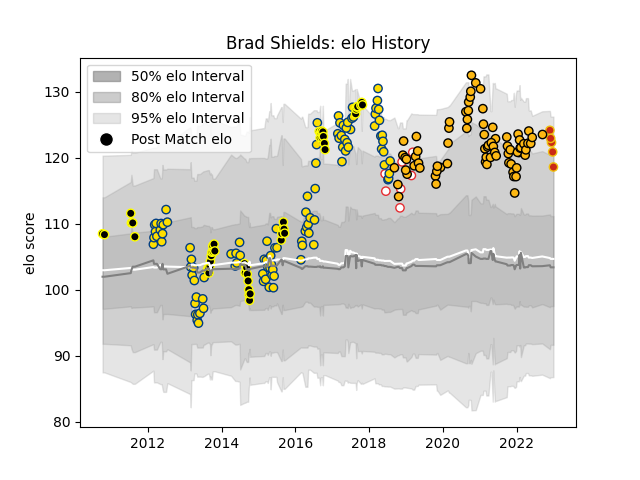 Brad Shields: elo History
50% elo Interval
80% elo Interval
95% elo Interval
Post Match elo
elo score
130
120
110
100
90
80
2012 2014 2016 2018 2020 2022